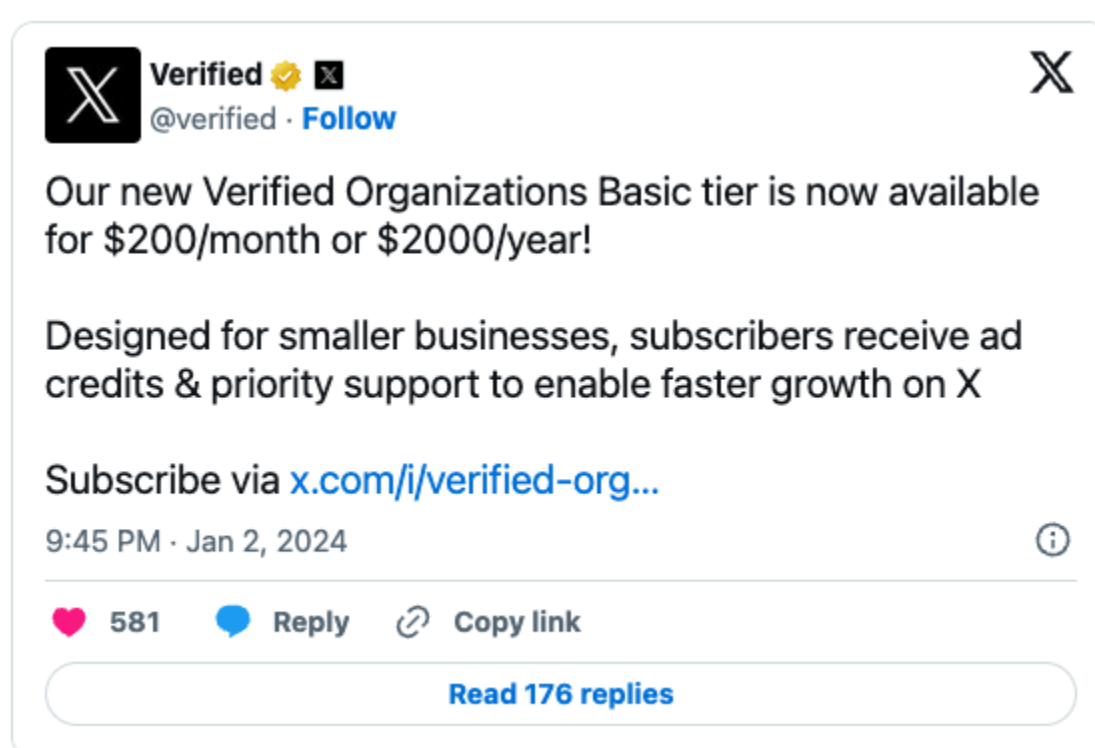 Verified
@verified · Follow
Our new Verified Organizations Basic tier is now available
for $200/month or $2000/year!
Designed for smaller businesses, subscribers receive ad
credits & priority support to enable faster growth on X
Subscribe via x.com/i/verified-org...
9:45 PM · Jan 2, 2024
581 Reply Copy link
Read 176 replies